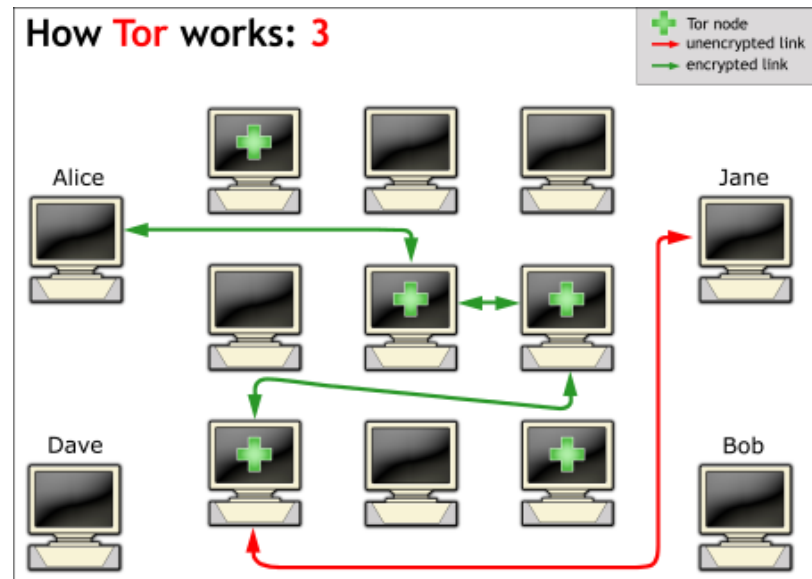 How Tor works: 3
Tor node
unencrypted link
encrypted link
Alice
Jane
Dave
Bob